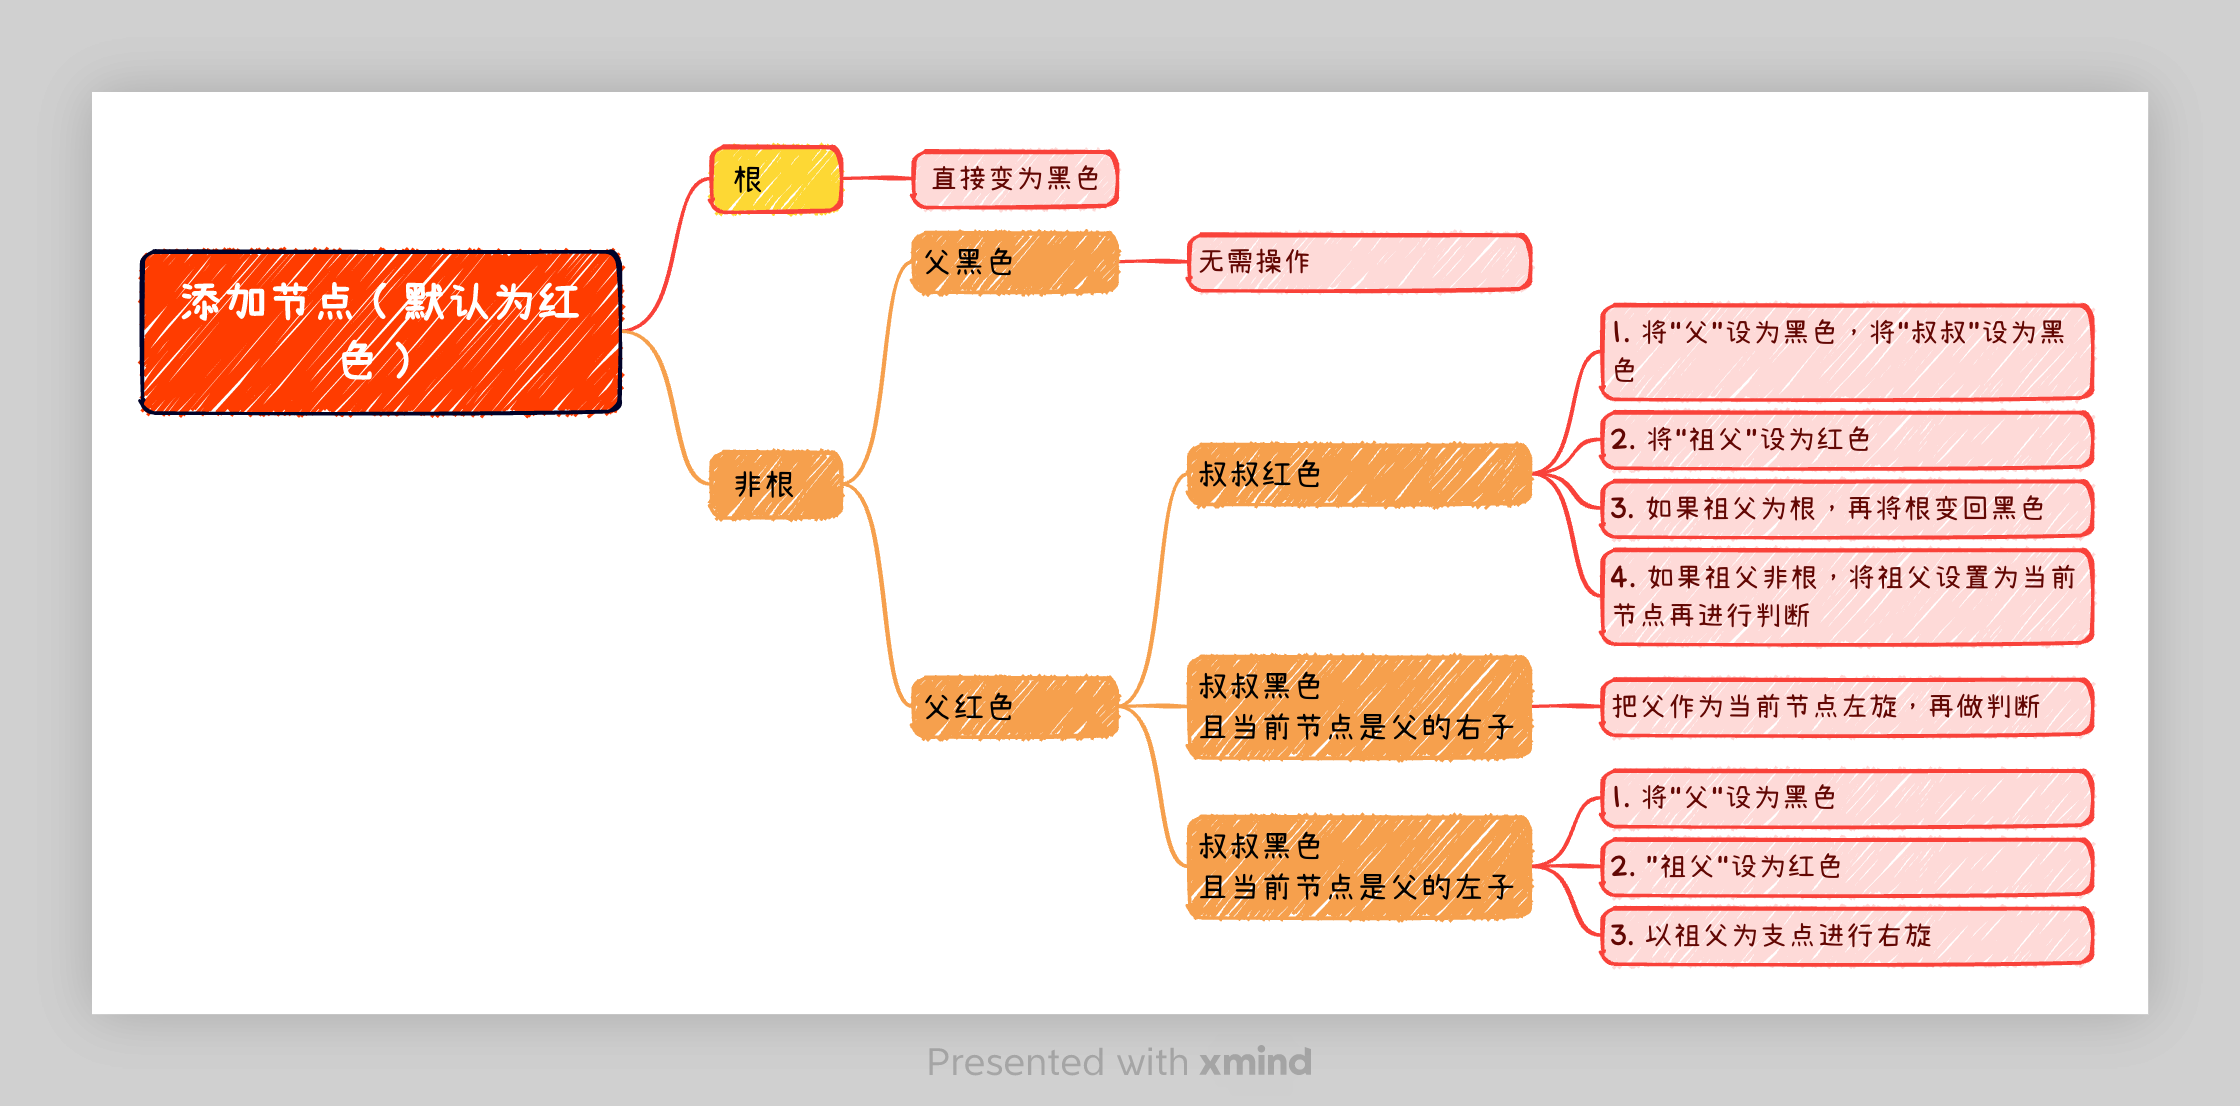 添加节点（默认为红
色）
根
直接变为黑色
非根
父黑色
无需操作
父红色
叔叔红色
1. 将"父"设为黑色，将"叔叔"设为黑
色
2. 将"祖父"设为红色
3. 如果祖父为根，再将根变回黑色
4. 如果祖父非根，将祖父设置为当前
节点再进行判断
叔叔黑色
且当前节点是父的右子
把父作为当前节点左旋，再做判断
叔叔黑色
且当前节点是父的左子
1. 将"父"设为黑色
2. "祖父"设为红色
3. 以祖父为支点进行右旋
Presented with xmind